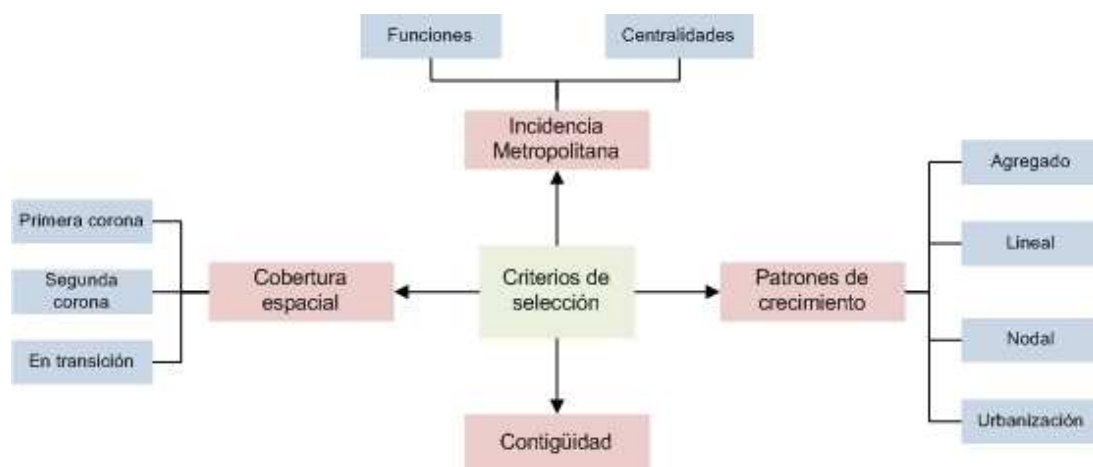 Funciones
Centralidades
Incidencia
Metropolitana
Agregado
Primera corona
Lineal
Segunda
corona
Cobertura
espacial
Criterios de
selección
Patrones de
crecimiento
En transición
Nodal
Contigüidad
Urbanización